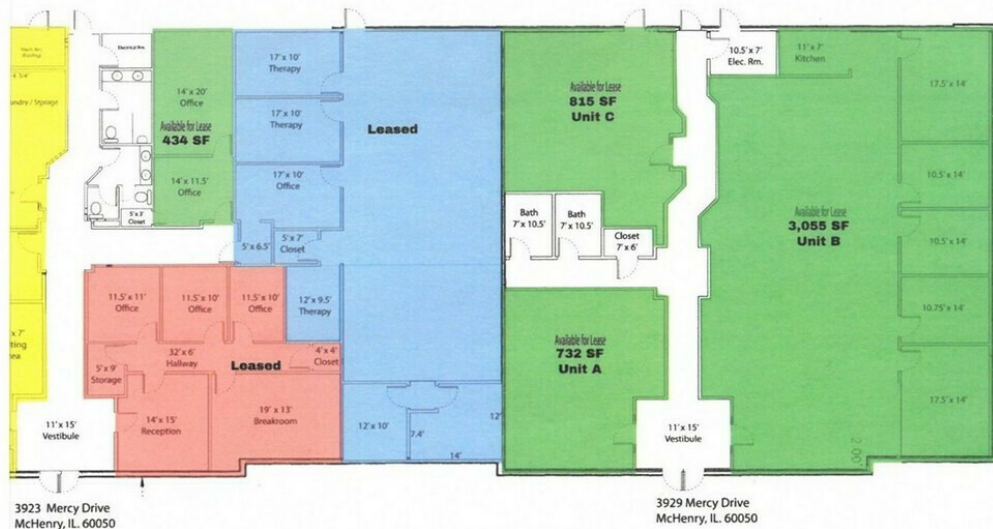 Electrical Rm.
undry / Storage
x 7'
ting
ea
14' x 20'
Office
Available for Lease
434 SF
14' x 11.5'
Office
5' x 3'
Closet
17' x 10'
Therapy
17' x 10'
Therapy
17' x 10'
Office
5' x 6.5'
5' x 7'
Closet
12' x 9.5'
Therapy
Leased
12' x 10'
7.4'
14'
12'
11.5' x 11'
Office
11.5' x 10'
Office
11.5' x 10'
Office
32' x 6'
Hallway
Leased
4' x 4'
Closet
5' x 9'
Storage
14' x 15'
Reception
19' x 13'
Breakroom
11' x 15'
Vestibule
3923 Mercy Drive
McHenry, IL. 60050
Available for Lease
815 SF
Unit C
Bath
7' x 10.5'
Bath
7' x 10.5'
Closet
7' x 6'
Available for Lease
732 SF
Unit A
10.5' x 7'
Elec. Rm.
11' x 7'
Kitchen
Available for Lease
3,055 SF
Unit B
17.5' x 14'
10.5' x 14'
10.5' x 14'
10.75' x 14'
17.5' x 14'
11' x 15'
Vestibule
3929 Mercy Drive
McHenry, IL. 60050